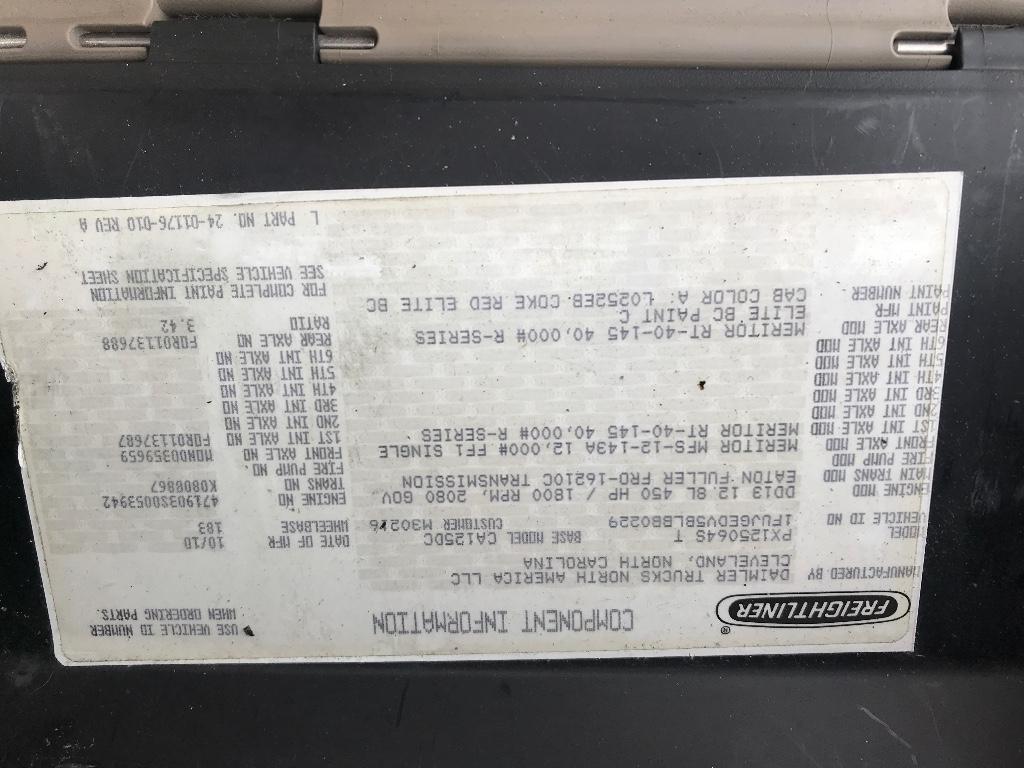 FREIGHTLINER ®
COMPONENT INFORMATION
USE VEHICLE ID NUMBER
WHEN ORDERING PARTS.
MANUFACTURED BY DAIMLER TRUCKS NORTH AMERICA LLC
CLEVELAND, NORTH CAROLINA
DATE OF MFR 10/10
MODEL PX125064S T BASE MODEL CA125DC
WHEELBASE 183
VEHICLE ID NO 1FUJGEDV5BLBB0229 CUSTOMER M30276
ENGINE MOD DD13 12.8L 450 HP / 1800 RPM, 2080 GOV ENGINE NO 471903S0053942
MAIN TRANS MOD EATON FULLER FRO-16210C TRANSMISSION TRANS NO K0808867
FIRE PUMP MOD FIRE PUMP NO
FRONT AXLE MOD MERITOR MFS-12-143A 12,000# FF1 SINGLE FRONT AXLE NO MON00359659
1ST INT AXLE MOD MERITOR RT-40-145 40,000# R-SERIES 1ST INT AXLE NO FOR01137687
2ND INT AXLE MOD 2ND INT AXLE NO
3RD INT AXLE MOD 3RD INT AXLE NO
4TH INT AXLE MOD 4TH INT AXLE NO
5TH INT AXLE MOD 5TH INT AXLE NO
6TH INT AXLE MOD 6TH INT AXLE NO
REAR AXLE MOD MERITOR RT-40-145 40,000# R-SERIES REAR AXLE NO FOR01137688
RATIO 3.42
PAINT MFR ELITE BC PAINT C
PAINT NUMBER CAB COLOR A: L0252EB COKE RED ELITE BC
FOR COMPLETE PAINT INFORMATION
SEE VEHICLE SPECIFICATION SHEET
L PART NO. 24-01176-010 REV A